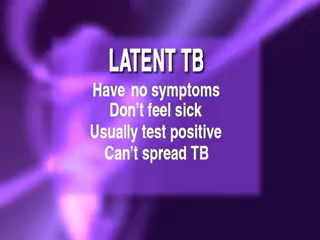 LATENT TB
Have no symptoms
Don't feel sick
Usually test positive
Can't spread TB